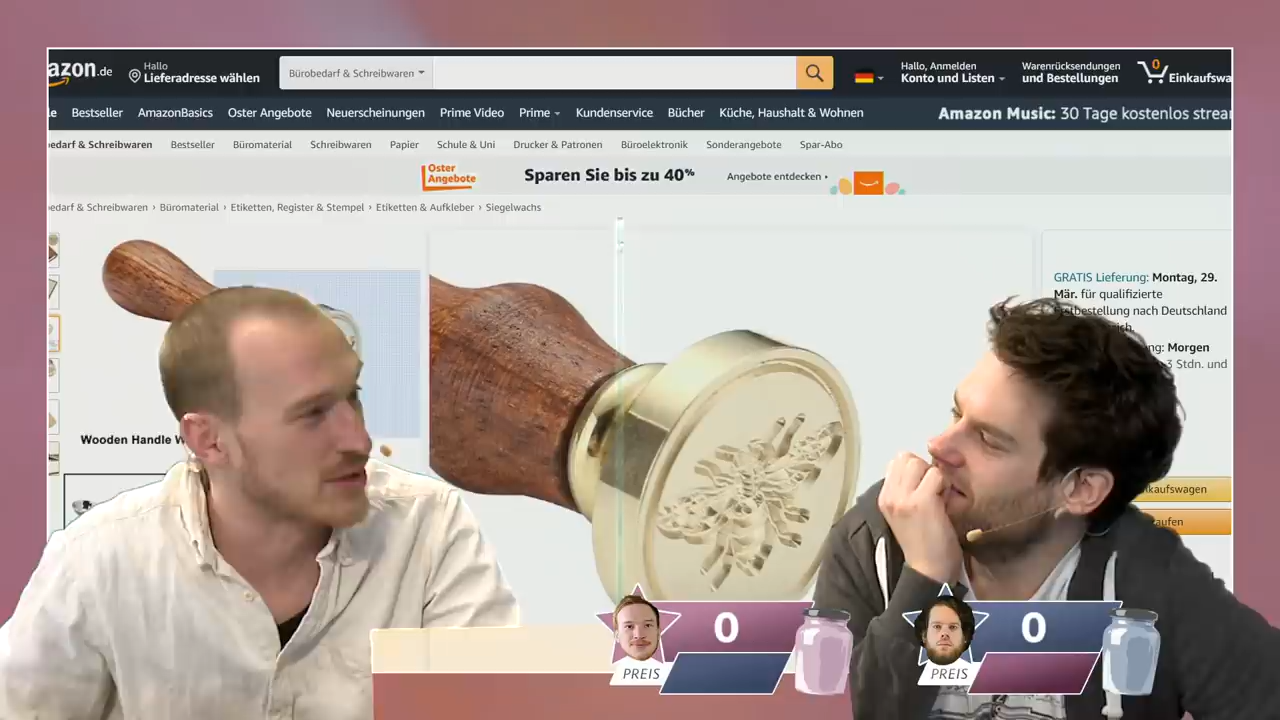 azon.de
Hallo
Lieferadresse wählen
Bürobedarf & Schreibwaren
Hallo, Anmelden
Konto und Listen
Warenrücksendungen
und Bestellungen
0
Einkaufswa
le Bestseller AmazonBasics Oster Angebote Neuerscheinungen Prime Video Prime Kundenservice Bücher Küche, Haushalt & Wohnen
Amazon Music: 30 Tage kostenlos strea
edarf & Schreibwaren Bestseller Büromaterial Schreibwaren Papier Schule & Uni Drucker & Patronen Büroelektronik Sonderangebote Spar-Abo
Oster
Angebote
Sparen Sie bis zu 40%
Angebote entdecken
edarf & Schreibwaren › Büromaterial › Etiketten, Register & Stempel › Etiketten & Aufkleber › Siegelwachs
GRATIS Lieferung: Montag, 29.
Mär. für qualifizierte
Erstbestellung nach Deutschland
ich
ng: Morgen
3 Stdn. und
Wooden Handle W
kaufswagen
aufen
0
PREIS
0
PREIS